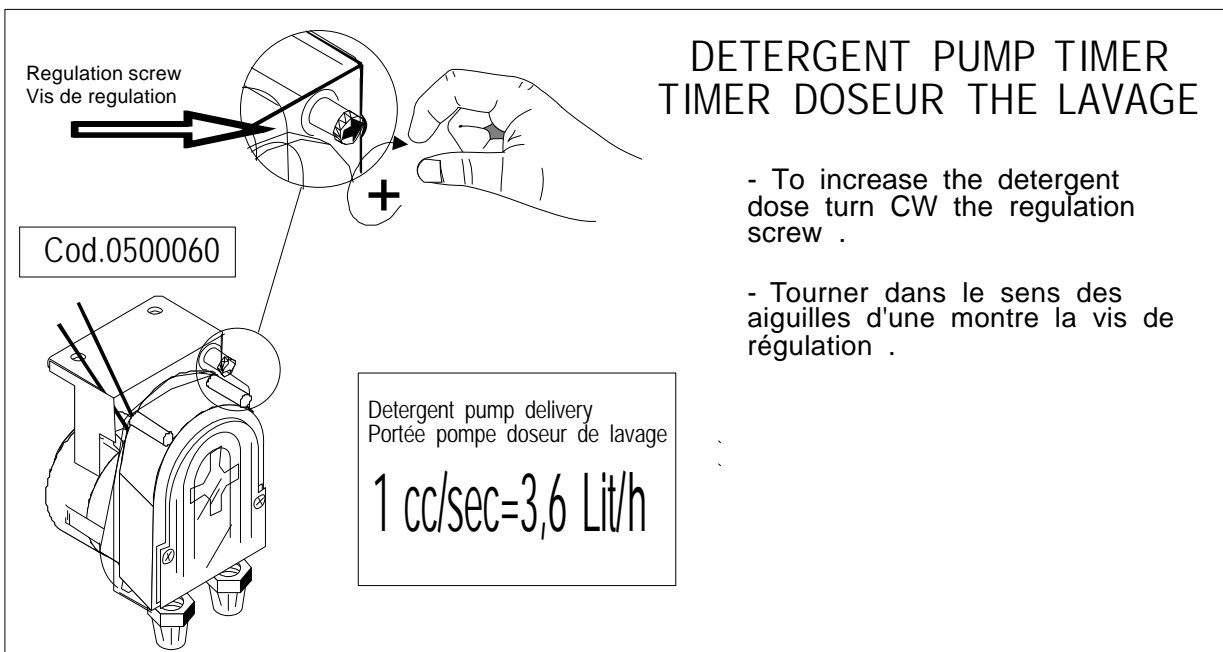 DETERGENT PUMP TIMER
TIMER DOSEUR THE LAVAGE
Regulation screw
Vis de regulation
+
- To increase the detergent
dose turn CW the regulation
screw .
Cod.0500060
- Tourner dans le sens des
aiguilles d'une montre la vis de
régulation .
Detergent pump delivery
Portée pompe doseur de lavage
1 cc/sec=3,6 Lit/h